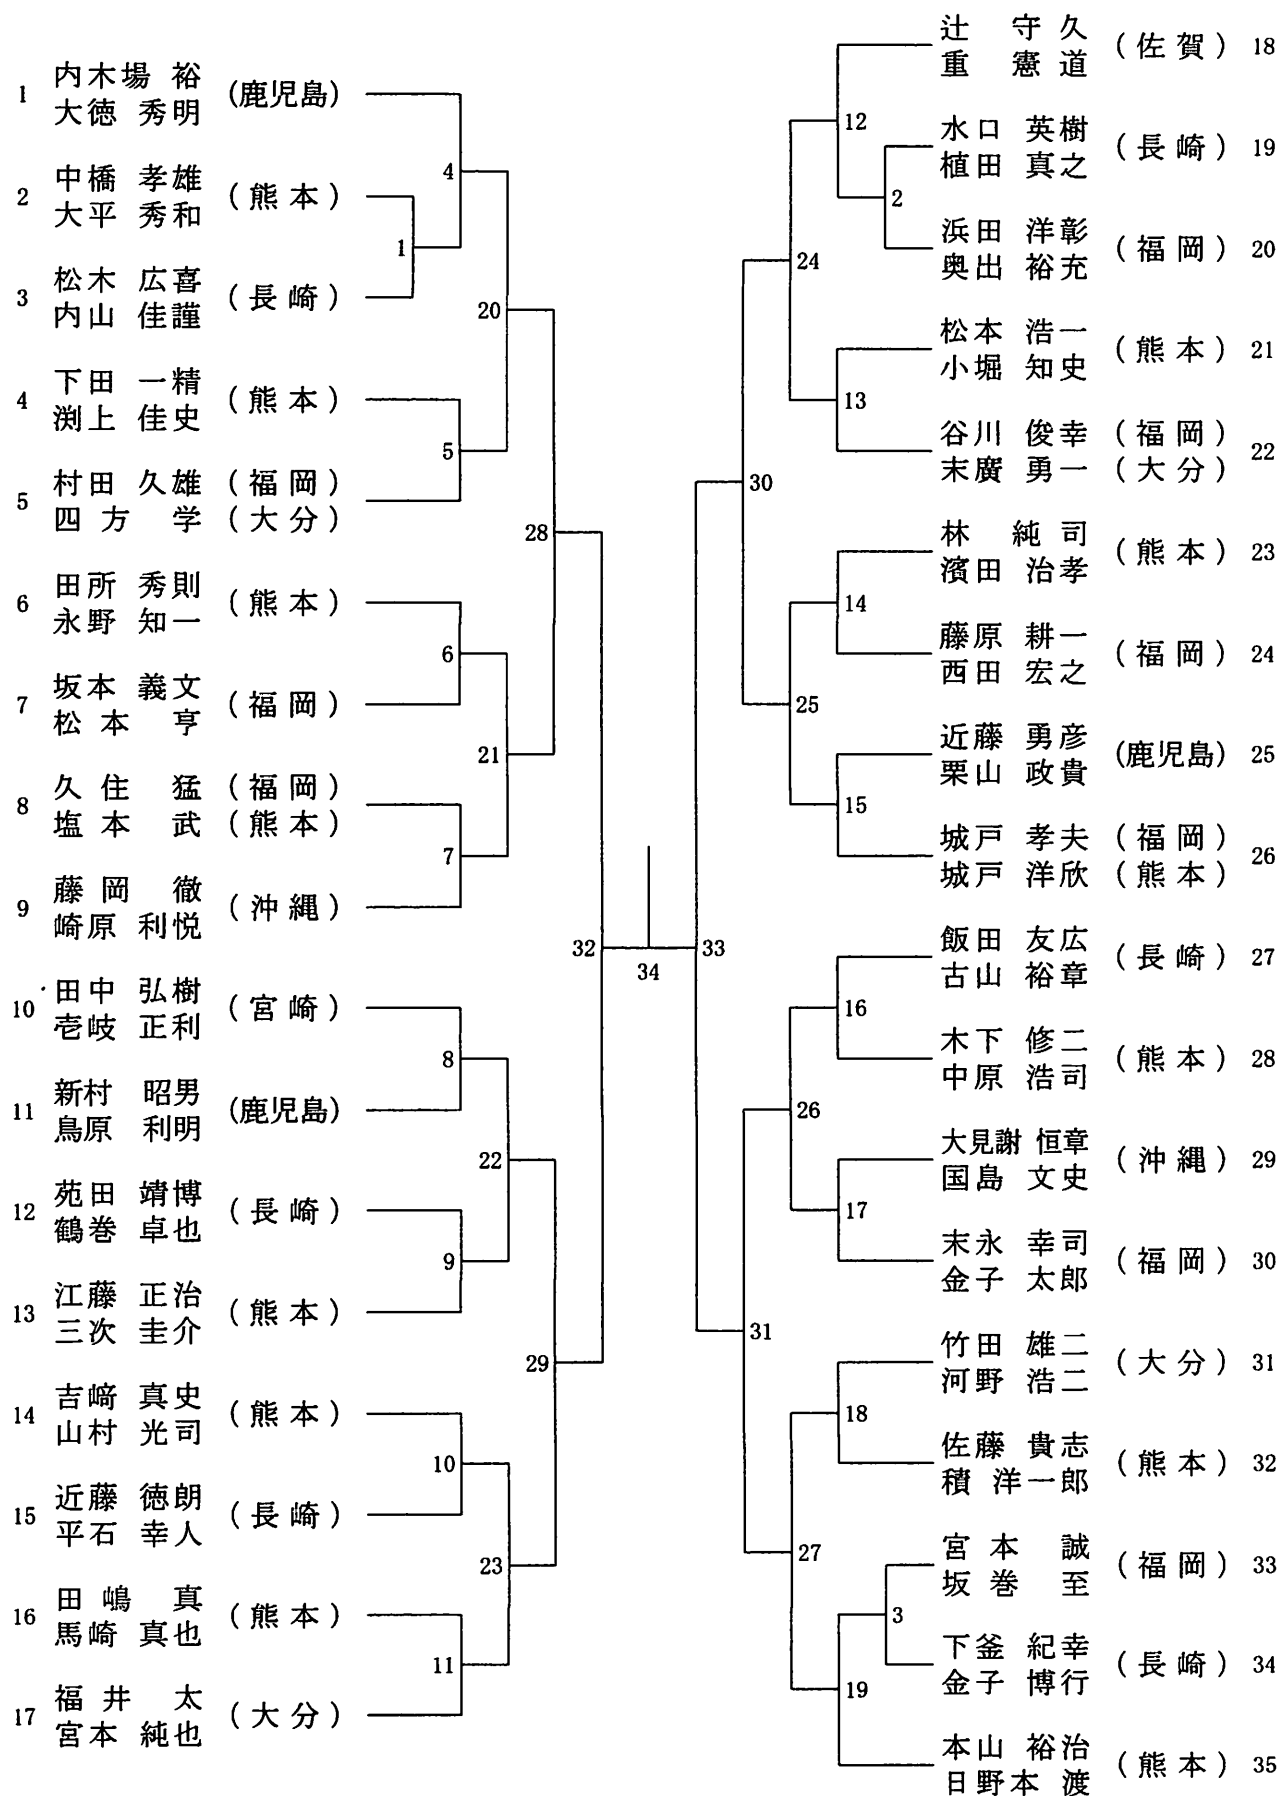 1 内木場 裕 (鹿児島)
大徳 秀明
2 中橋 孝雄 (熊本)
大平 秀和
3 松木 広喜 (長崎)
内山 佳謹
4 下田 一精 (熊本)
渕上 佳史
5 村田 久雄 (福岡)
四方 学 (大分)
6 田所 秀則 (熊本)
永野 知一
7 坂本 義文 (福岡)
松本 亨
8 久住 猛 (福岡)
塩本 武 (熊本)
9 藤岡 徹 (沖縄)
崎原 利悦
10 田中 弘樹 (宮崎)
壱岐 正利
11 新村 昭男 (鹿児島)
鳥原 利明
12 苑田 靖博 (長崎)
鶴巻 卓也
13 江藤 正治 (熊本)
三次 圭介
14 吉﨑 真史 (熊本)
山村 光司
15 近藤 徳朗 (長崎)
平石 幸人
16 田嶋 真 (熊本)
馬崎 真也
17 福井 太 (大分)
宮本 純也
1
4
5
6
7
8
9
10
11
20
21
22
23
28
29
32
34
33
30
31
24
25
26
27
12
2
13
14
15
16
17
18
3
19
辻 守久 (佐賀) 18
重 憲道
水口 英樹 (長崎) 19
植田 真之
浜田 洋彰 (福岡) 20
奥出 裕充
松本 浩一 (熊本) 21
小堀 知史
谷川 俊幸 (福岡) 22
末廣 勇一 (大分)
林 純司 (熊本) 23
濱田 治孝
藤原 耕一 (福岡) 24
西田 宏之
近藤 勇彦 (鹿児島) 25
栗山 政貴
城戸 孝夫 (福岡) 26
城戸 洋欣 (熊本)
飯田 友広 (長崎) 27
古山 裕章
木下 修二 (熊本) 28
中原 浩司
大見謝 恒章 (沖縄) 29
国島 文史
末永 幸司 (福岡) 30
金子 太郎
竹田 雄二 (大分) 31
河野 浩二
佐藤 貴志 (熊本) 32
積 洋一郎
宮本 誠 (福岡) 33
坂巻 至
下釜 紀幸 (長崎) 34
金子 博行
本山 裕治 (熊本) 35
日野本 渡